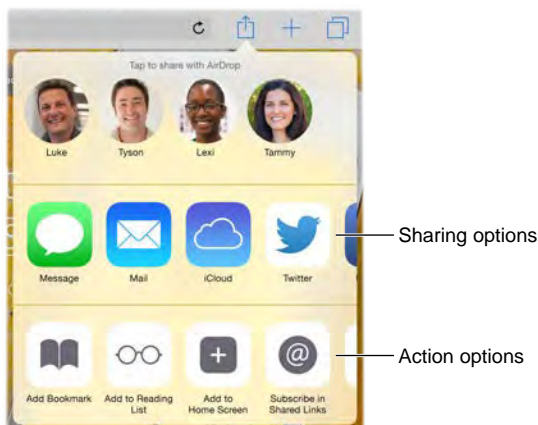 Tap to share with AirDrop
Luke Tyson Lexi Tammy
Message Mail iCloud Twitter
Sharing options
Add Bookmark Add to Reading List Add to Home Screen Subscribe in Shared Links
Action options